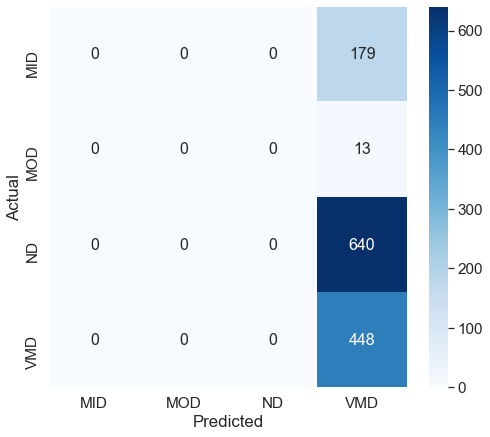 MID 0 0 0 179
MOD 0 0 0 13
ND 0 0 0 640
VMD 0 0 0 448
MID MOD ND VMD
Predicted
Actual
600
500
400
300
200
100
0